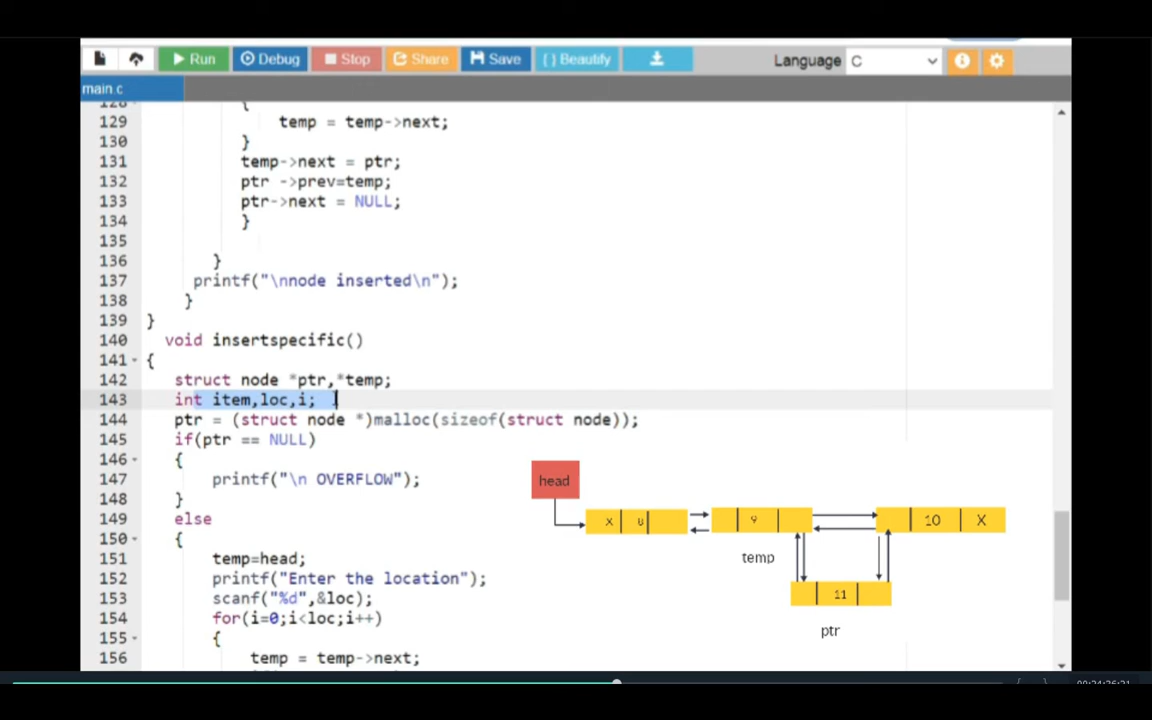 Run Debug Stop Share Save { } Beautify Language C
main.c
128
{
129 temp = temp->next;
130 }
131 temp->next = ptr;
132 ptr ->prev=temp;
133 ptr->next = NULL;
134 }
135
136 }
137 printf("\nnode inserted\n");
138 }
139 }
140 void insertspecific()
141 {
142 struct node *ptr,*temp;
143 int item,loc,i;
144 ptr = (struct node *)malloc(sizeof(struct node));
145 if(ptr == NULL)
146 {
147 printf("\n OVERFLOW");
148 }
149 else
150 {
151 temp=head;
152 printf("Enter the location");
153 scanf("%d",&loc);
154 for(i=0;i<loc;i++)
155 {
156 temp = temp->next;
head
X 8
9
10 X
temp
11
ptr